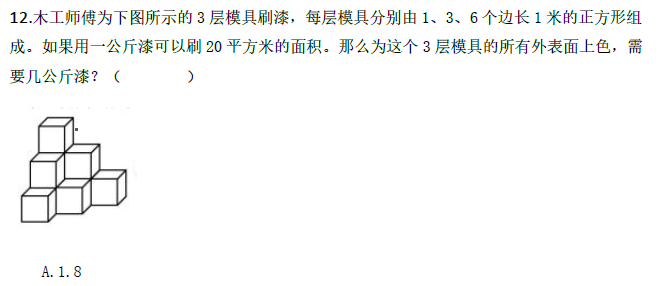 12.木工师傅为下图所示的 3 层模具刷漆，每层模具分别由 1、3、6 个边长 1 米的正方形组
成。如果用一公斤漆可以刷 20 平方米的面积。那么为这个 3 层模具的所有外表面上色，需
要几公斤漆？（　　　　）
A.1.8